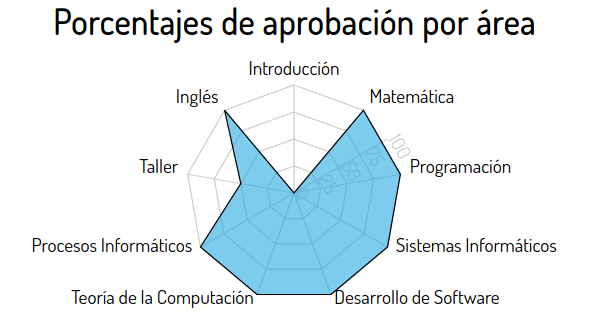 Porcentajes de aprobación por área
Introducción
Inglés
Matemática
100
75
Taller
50
Programación
25
0
Procesos Informáticos
Sistemas Informáticos
Teoría de la Computación
Desarrollo de Software